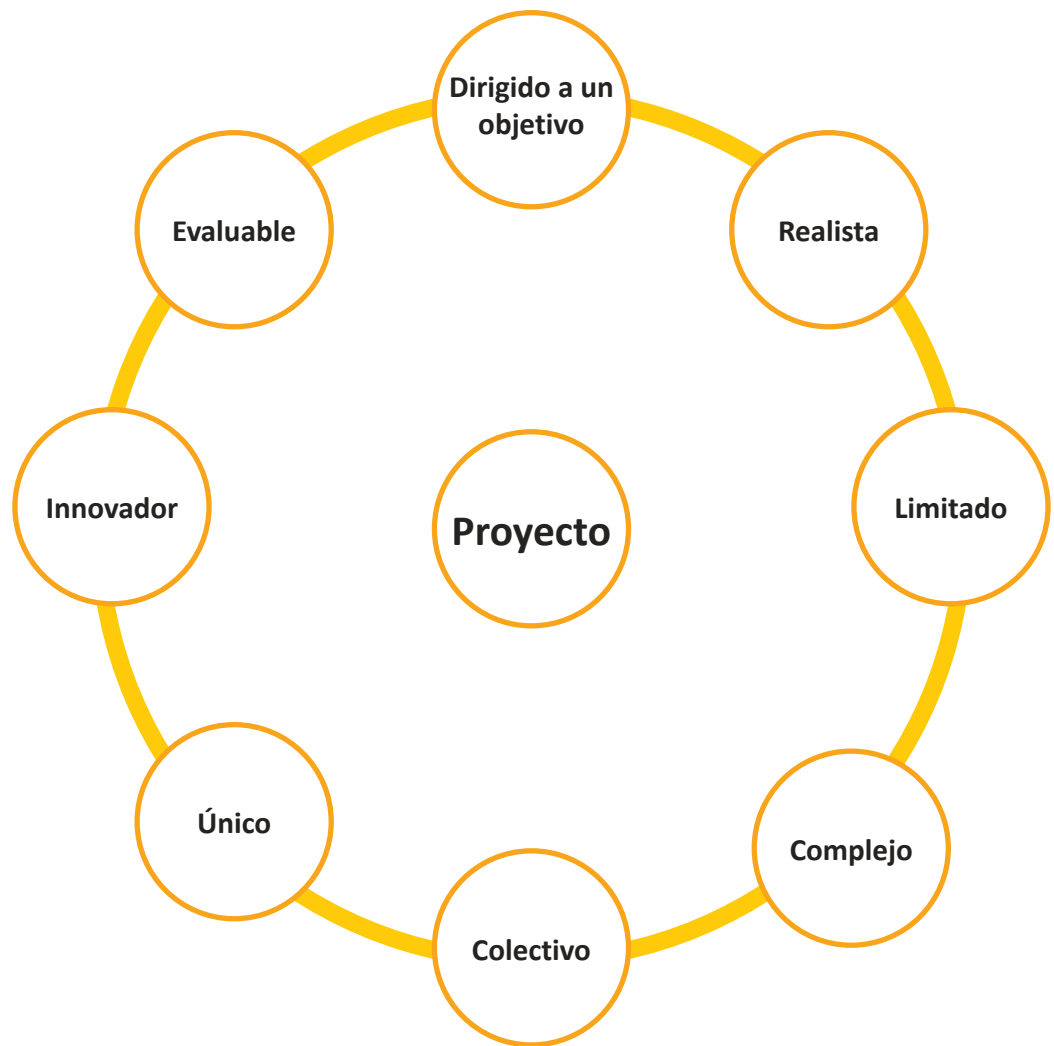 Dirigido a un
objetivo
Realista
Limitado
Complejo
Colectivo
Único
Innovador
Evaluable
Proyecto